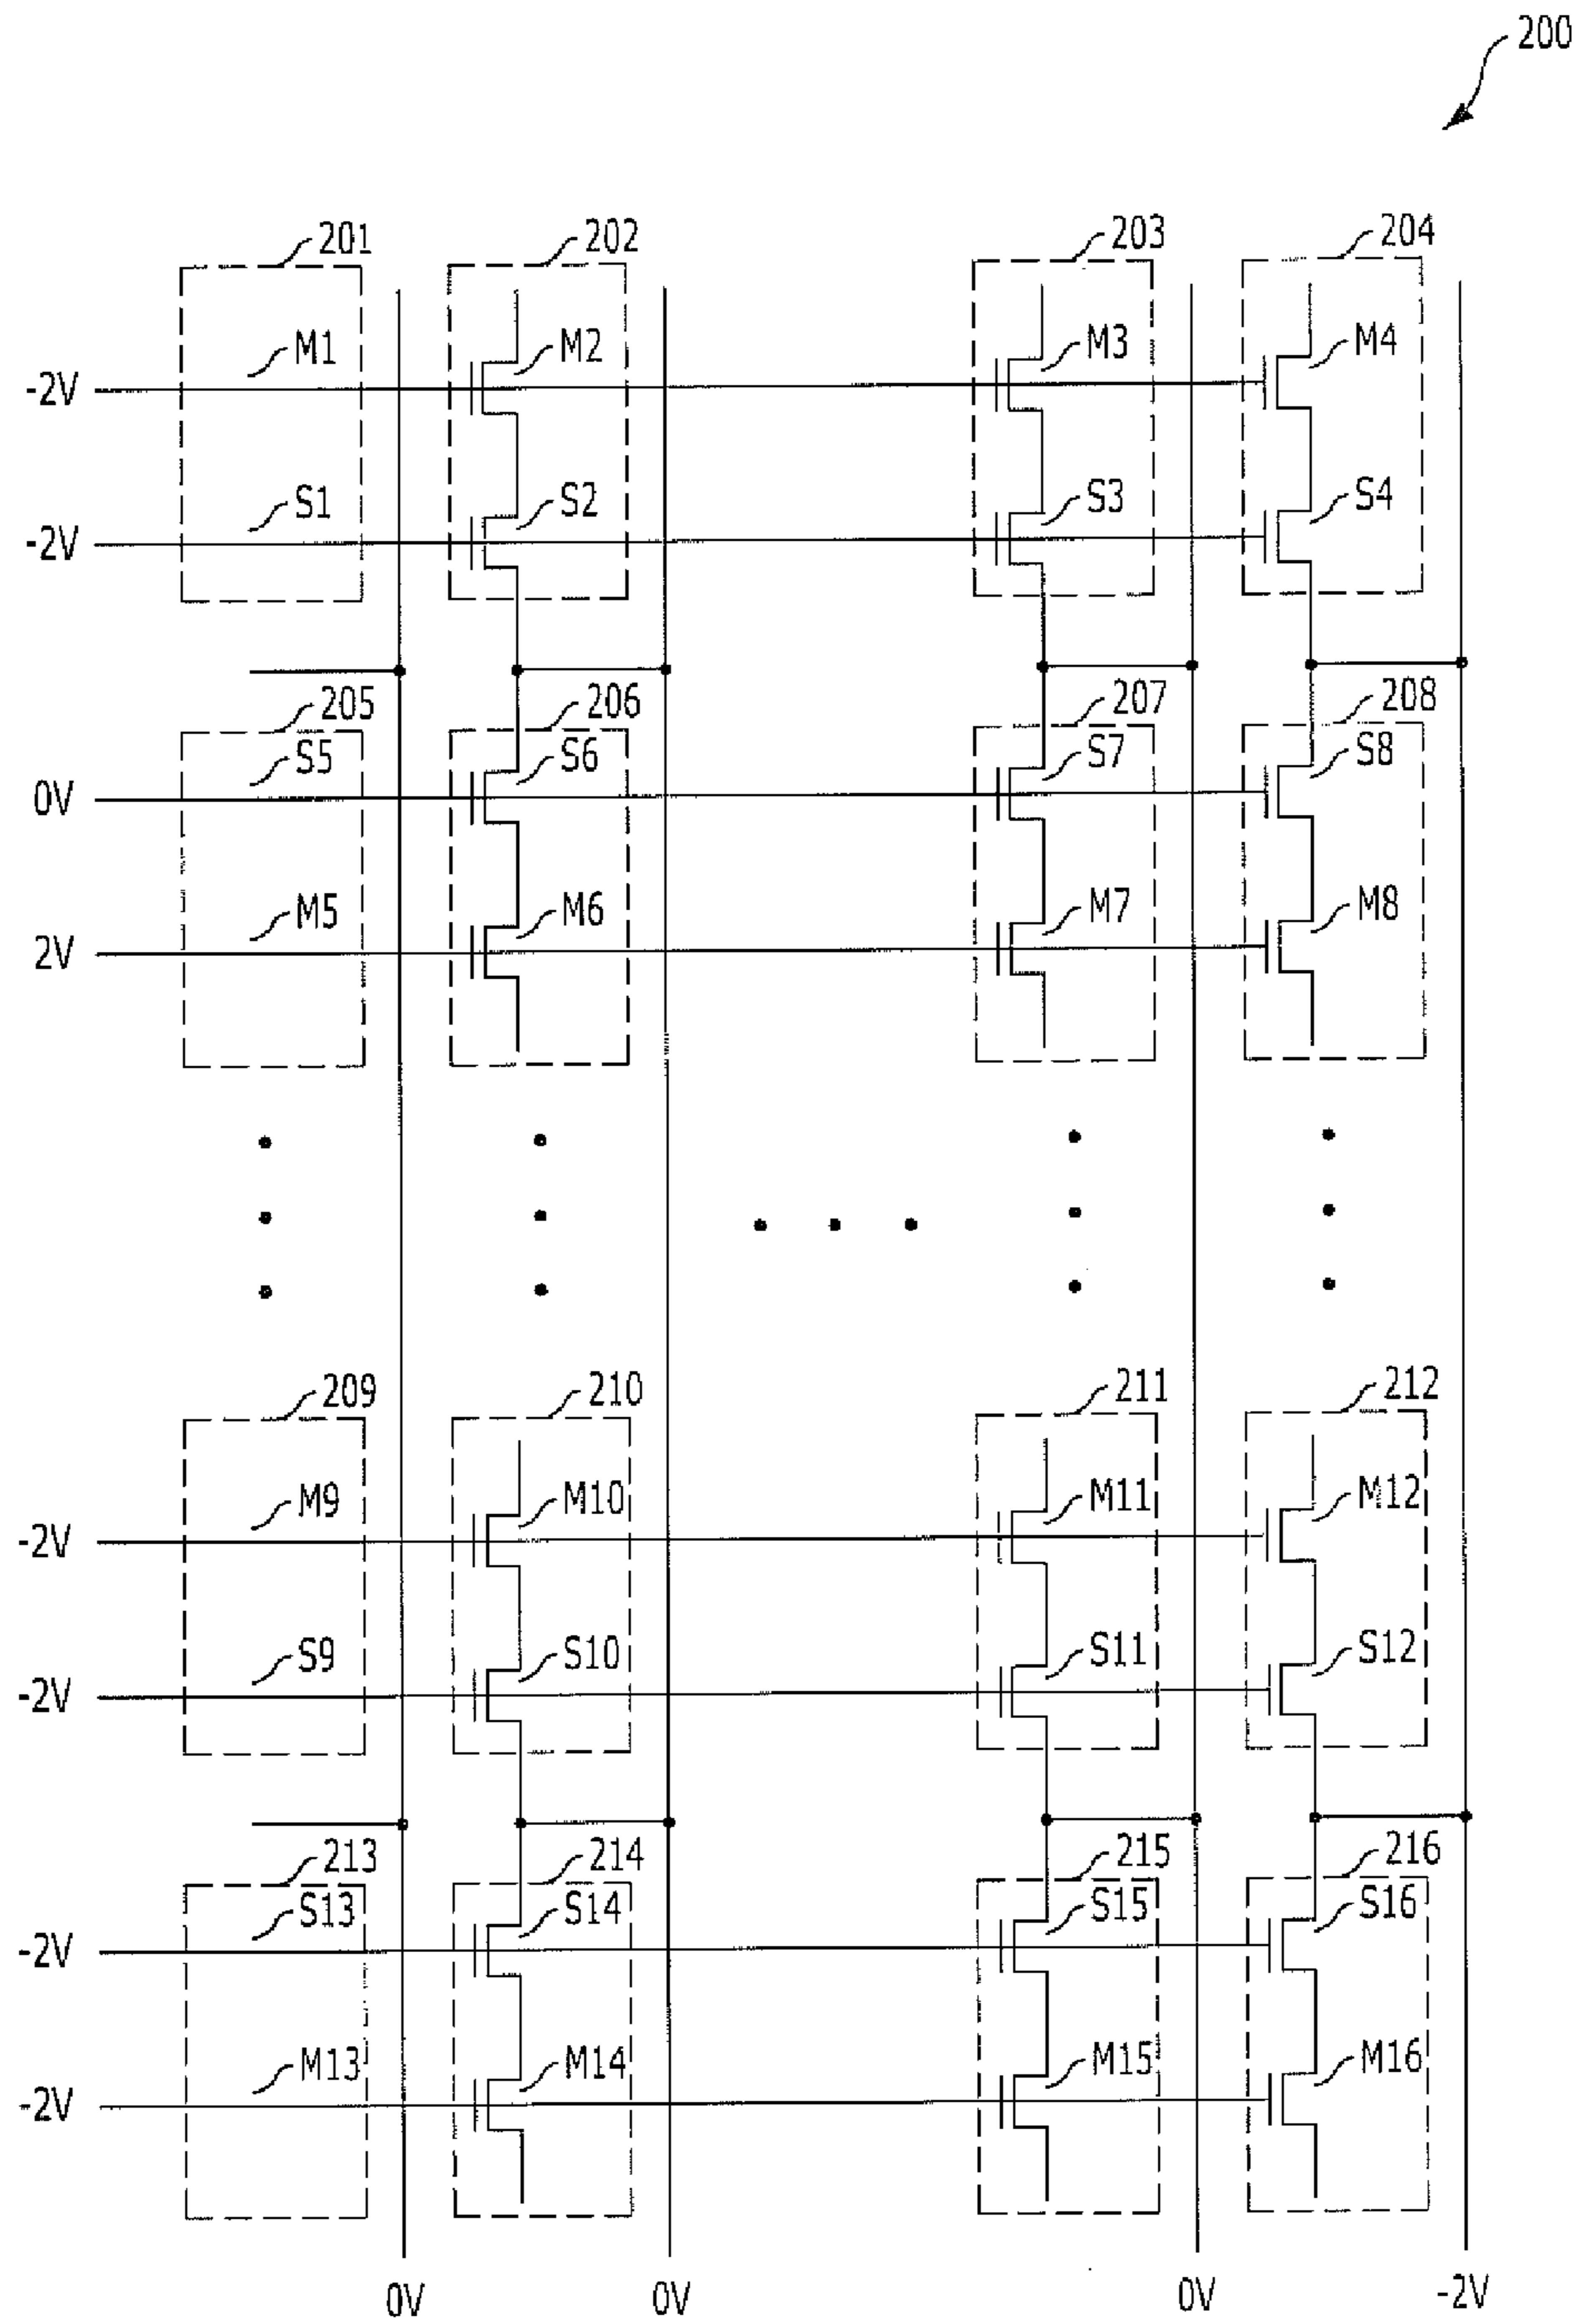 200
201 202 203 204
M1 M2 M3 M4
-2V
S1 S2 S3 S4
-2V
205 206 207 208
S5 S6 S7 S8
0V
M5 M6 M7 M8
2V
209 210 211 212
M9 M10 M11 M12
-2V
S9 S10 S11 S12
-2V
213 214 215 216
S13 S14 S15 S16
-2V
M13 M14 M15 M16
-2V
0V 0V 0V -2V